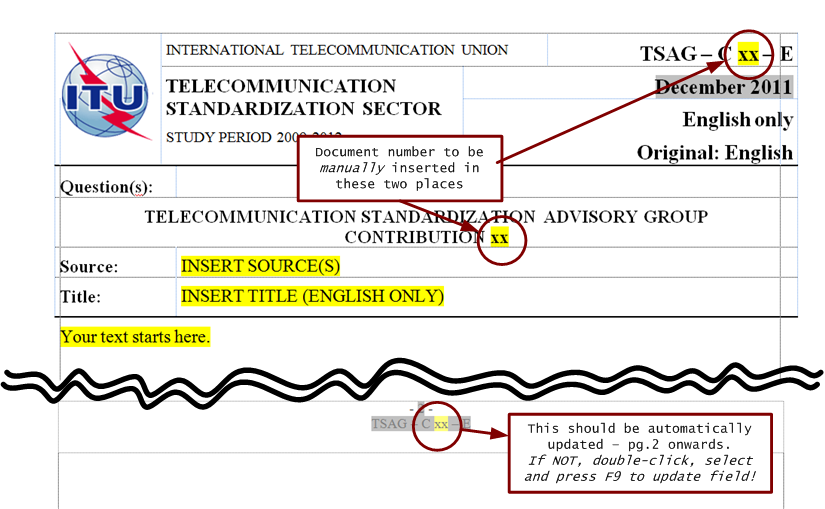 INTERNATIONAL TELECOMMUNICATION UNION
TSAG – C xx – E
ITU
TELECOMMUNICATION
STANDARDIZATION SECTOR
December 2011
STUDY PERIOD 2009-2012
English only
Original: English
Document number to be
manually inserted in
these two places
Question(s):
TELECOMMUNICATION STANDARDIZATION ADVISORY GROUP
CONTRIBUTION xx
Source:
INSERT SOURCE(S)
Title:
INSERT TITLE (ENGLISH ONLY)
Your text starts here.
- 2 -
TSAG – C xx – E
This should be automatically
updated – pg.2 onwards.
If NOT, double-click, select
and press F9 to update field!